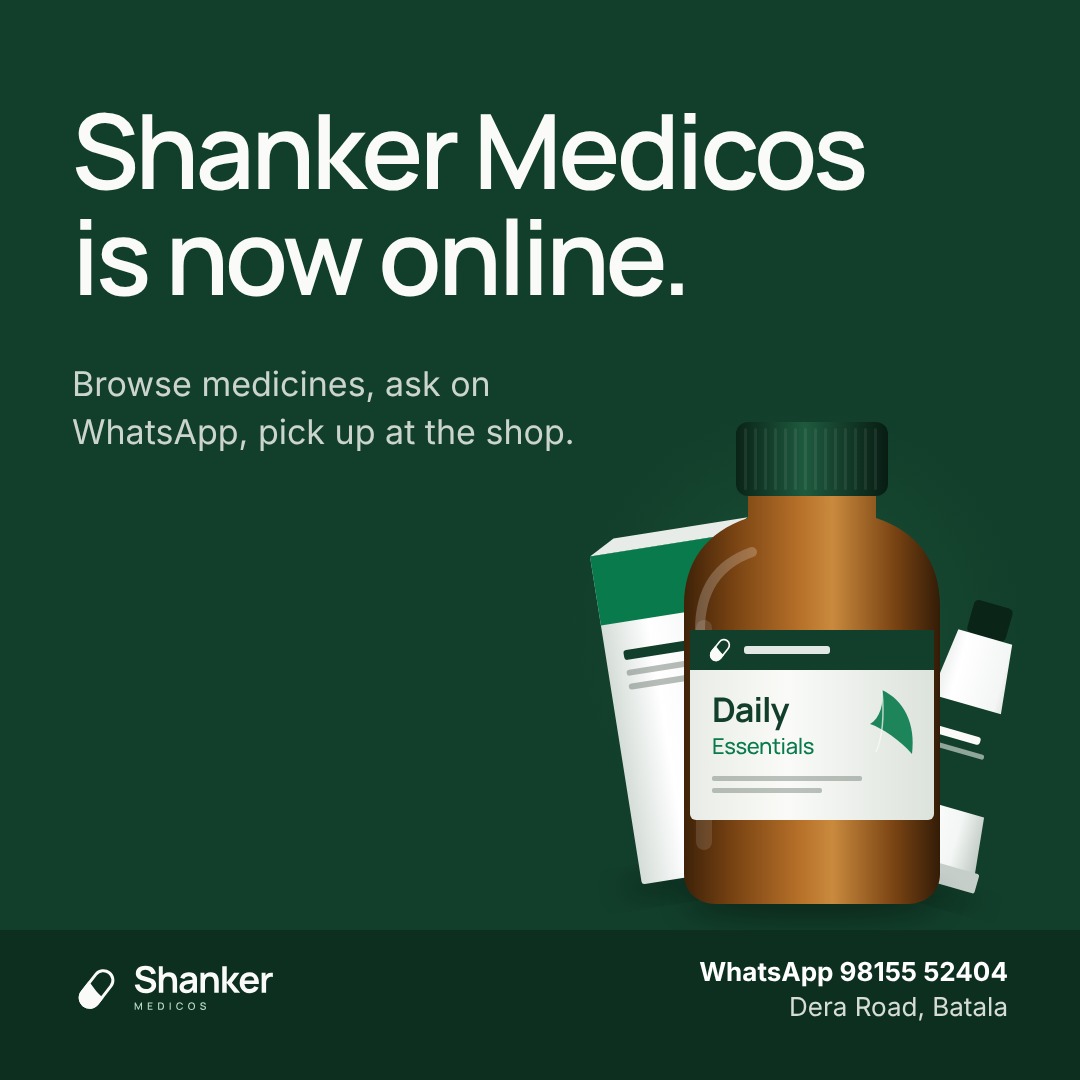 Shanker Medicos
is now online.
Browse medicines, ask on
WhatsApp, pick up at the shop.
Daily
Essentials
Shanker
MEDICOS
WhatsApp 98155 52404
Dera Road, Batala